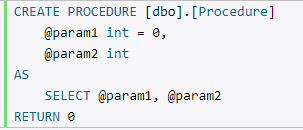 CREATE PROCEDURE [dbo].[Procedure]
@param1 int = 0,
@param2 int
AS
SELECT @param1, @param2
RETURN 0